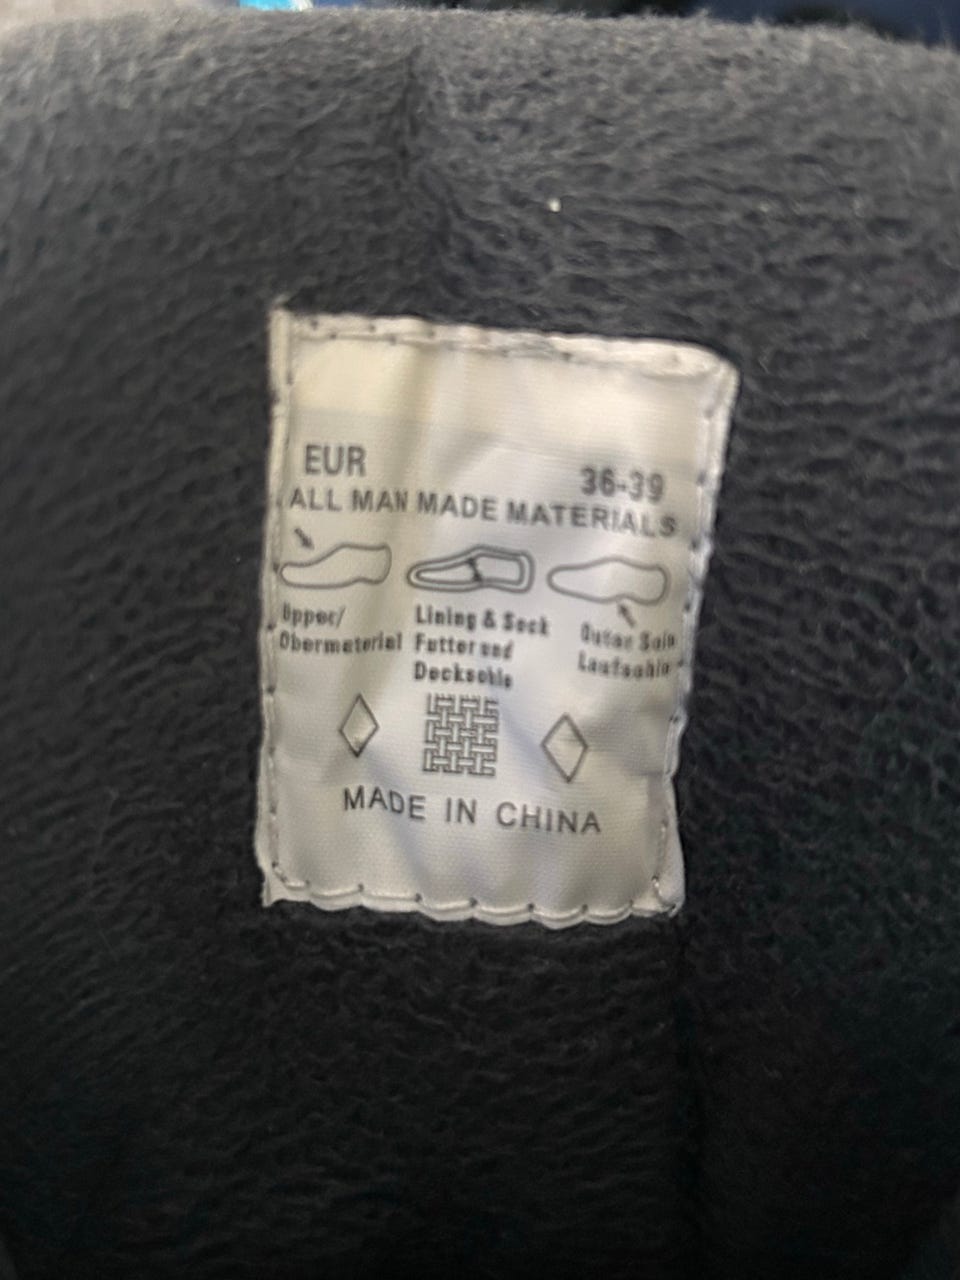 EUR 36-39
ALL MAN MADE MATERIALS
Upper/
Obermaterial
Lining & Sock
Futter und
Decksohle
Outer Sole
Laufsohle
MADE IN CHINA